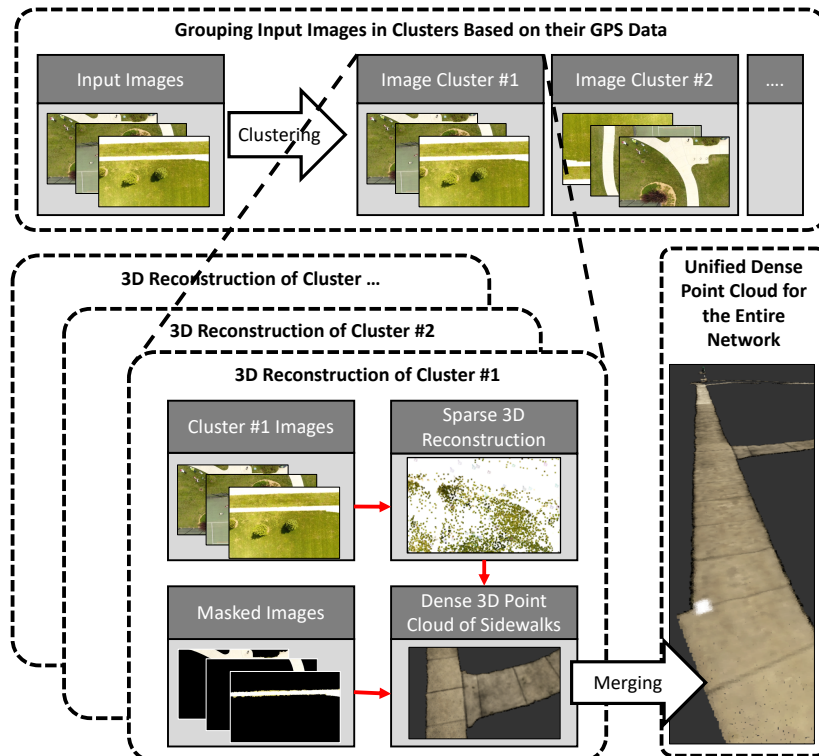 Grouping Input Images in Clusters Based on their GPS Data
Input Images
Clustering
Image Cluster #1
Image Cluster #2
....
3D Reconstruction of Cluster ...
3D Reconstruction of Cluster #2
3D Reconstruction of Cluster #1
Cluster #1 Images
Sparse 3D
Reconstruction
Masked Images
Dense 3D Point
Cloud of Sidewalks
Merging
Unified Dense
Point Cloud for
the Entire
Network